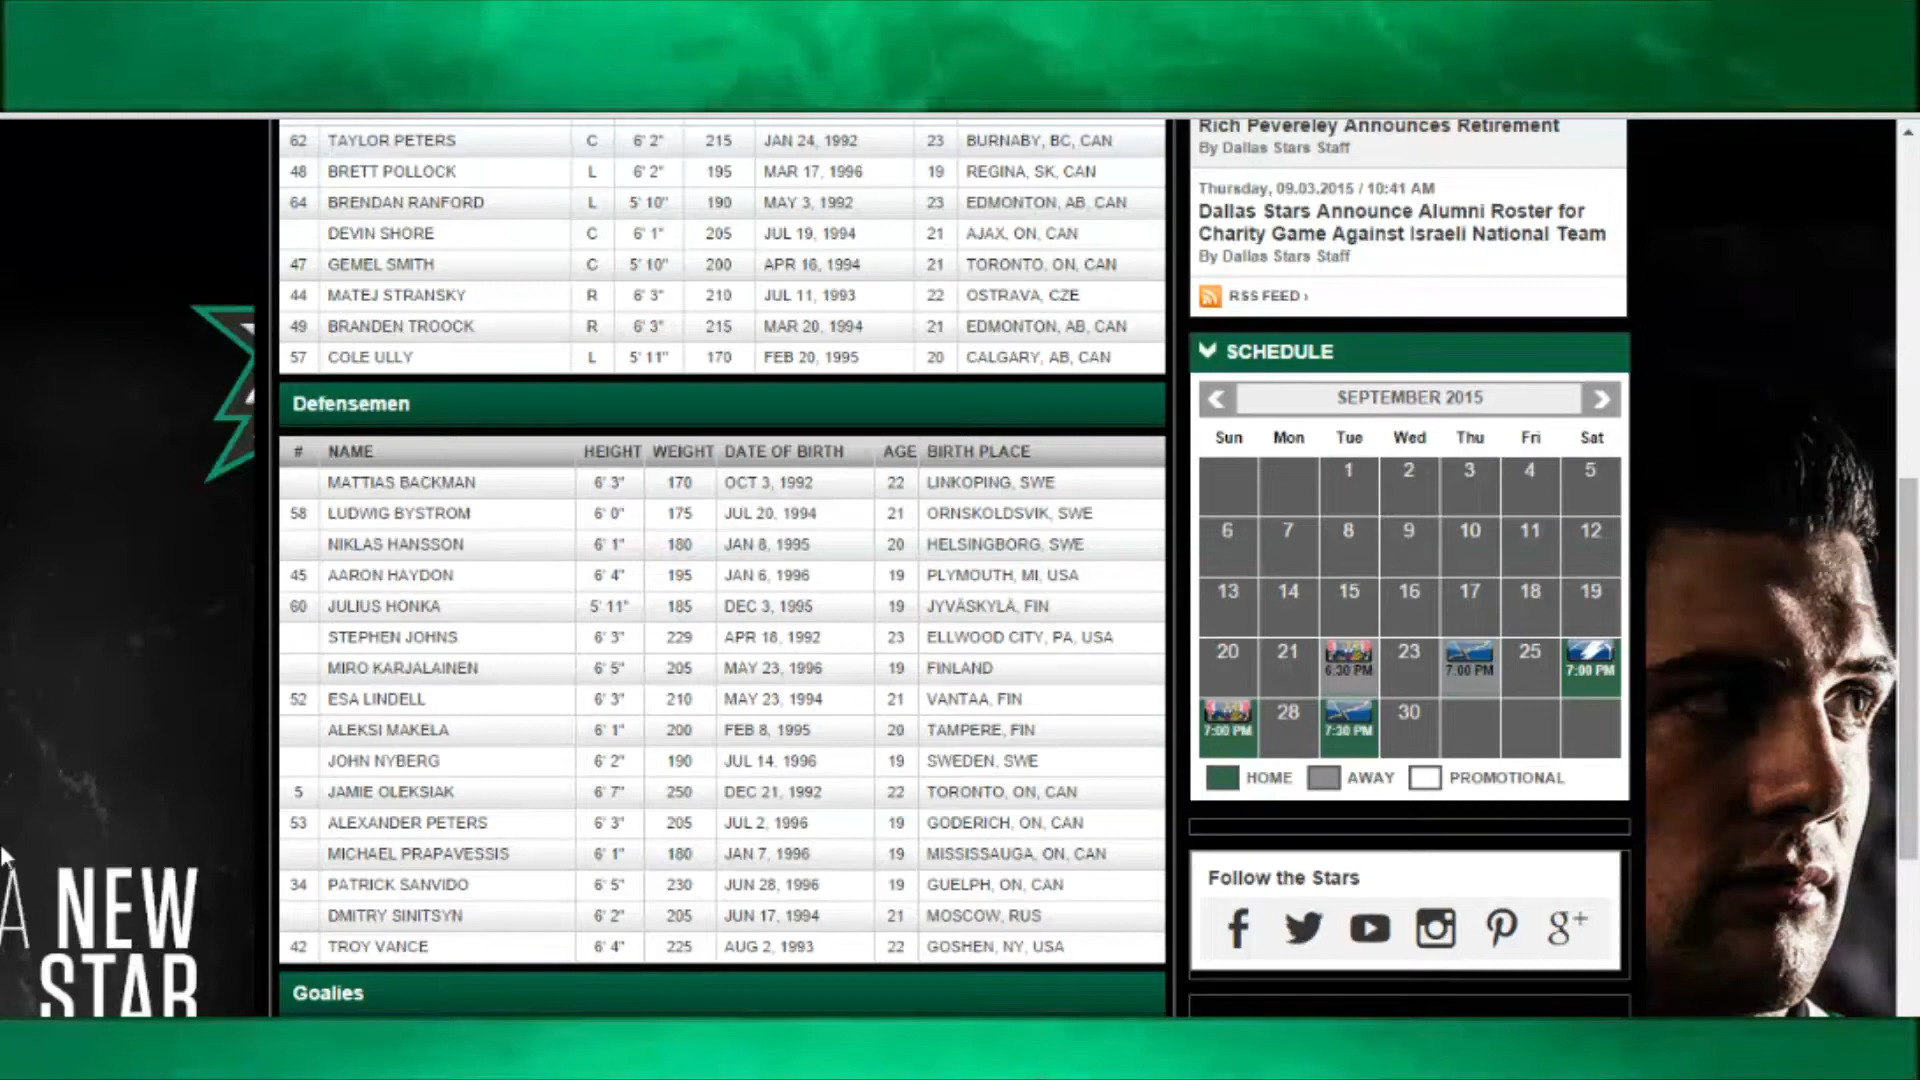 62 TAYLOR PETERS C 6' 2" 215 JAN 24, 1992 23 BURNABY, BC, CAN
48 BRETT POLLOCK L 6' 2" 195 MAR 17, 1996 19 REGINA, SK, CAN
64 BRENDAN RANFORD L 5' 10" 190 MAY 3, 1992 23 EDMONTON, AB, CAN
DEVIN SHORE C 6' 1" 205 JUL 19, 1994 21 AJAX, ON, CAN
47 GEMEL SMITH C 5' 10" 200 APR 16, 1994 21 TORONTO, ON, CAN
44 MATEJ STRANSKY R 6' 3" 210 JUL 11, 1993 22 OSTRAVA, CZE
49 BRANDEN TROOCK R 6' 3" 215 MAR 20, 1994 21 EDMONTON, AB, CAN
57 COLE ULLY L 5' 11" 170 FEB 20, 1995 20 CALGARY, AB, CAN
Defensemen
# NAME HEIGHT WEIGHT DATE OF BIRTH AGE BIRTH PLACE
MATTIAS BACKMAN 6' 3" 170 OCT 3, 1992 22 LINKOPING, SWE
58 LUDWIG BYSTROM 6' 0" 175 JUL 20, 1994 21 ORNSKOLDSVIK, SWE
NIKLAS HANSSON 6' 1" 180 JAN 8, 1995 20 HELSINGBORG, SWE
45 AARON HAYDON 6' 4" 195 JAN 6, 1996 19 PLYMOUTH, MI, USA
60 JULIUS HONKA 5' 11" 185 DEC 3, 1995 19 JYVÄSKYLÄ, FIN
STEPHEN JOHNS 6' 3" 229 APR 18, 1992 23 ELLWOOD CITY, PA, USA
MIRO KARJALAINEN 6' 5" 205 MAY 23, 1996 19 FINLAND
52 ESA LINDELL 6' 3" 210 MAY 23, 1994 21 VANTAA, FIN
ALEKSI MAKELA 6' 1" 200 FEB 8, 1995 20 TAMPERE, FIN
JOHN NYBERG 6' 2" 190 JUL 14, 1996 19 SWEDEN, SWE
5 JAMIE OLEKSIAK 6' 7" 250 DEC 21, 1992 22 TORONTO, ON, CAN
53 ALEXANDER PETERS 6' 3" 205 JUL 2, 1996 19 GODERICH, ON, CAN
MICHAEL PRAPAVESSIS 6' 1" 180 JAN 7, 1996 19 MISSISSAUGA, ON, CAN
34 PATRICK SANVIDO 6' 5" 230 JUN 28, 1996 19 GUELPH, ON, CAN
DMITRY SINITSYN 6' 2" 205 JUN 17, 1994 21 MOSCOW, RUS
42 TROY VANCE 6' 4" 225 AUG 2, 1993 22 GOSHEN, NY, USA
Goalies
Rich Peverley Announces Retirement
By Dallas Stars Staff
Thursday, 09.03.2015 / 10:41 AM
Dallas Stars Announce Alumni Roster for
Charity Game Against Israeli National Team
By Dallas Stars Staff
RSS FEED ›
SCHEDULE
SEPTEMBER 2015
Sun Mon Tue Wed Thu Fri Sat
1 2 3 4 5
6 7 8 9 10 11 12
13 14 15 16 17 18 19
20 21 6:30 PM 23 7:00 PM 25 7:00 PM
7:00 PM 28 7:30 PM 30
HOME AWAY PROMOTIONAL
Follow the Stars
f g+
A NEW
STAR